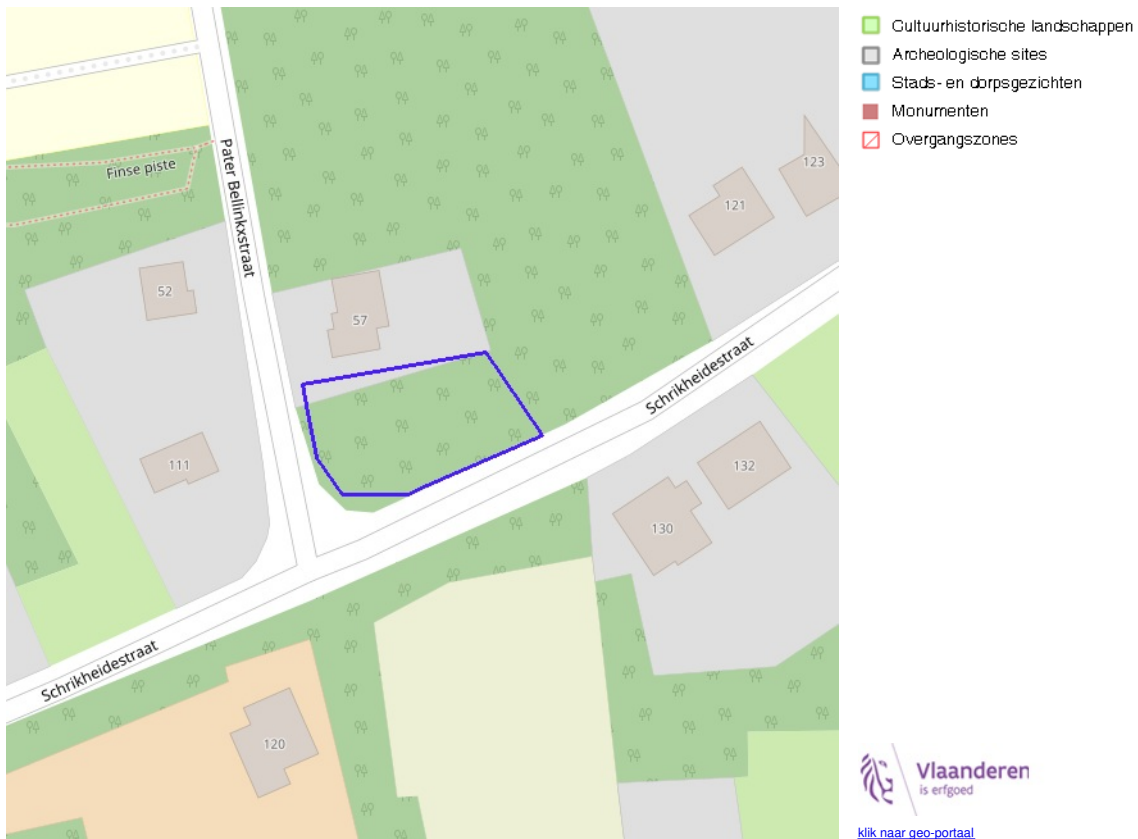 Cultuurhistorische landschappen
Archeologische sites
Stads- en dorpsgezichten
Monumenten
Overgangszones
Pater Bellinkxstraat
Finse piste
123
121
52
57
Schrikheidestraat
111
132
130
Schrikheidestraat
120
Vlaanderen
is erfgoed
klik naar geo-portaal